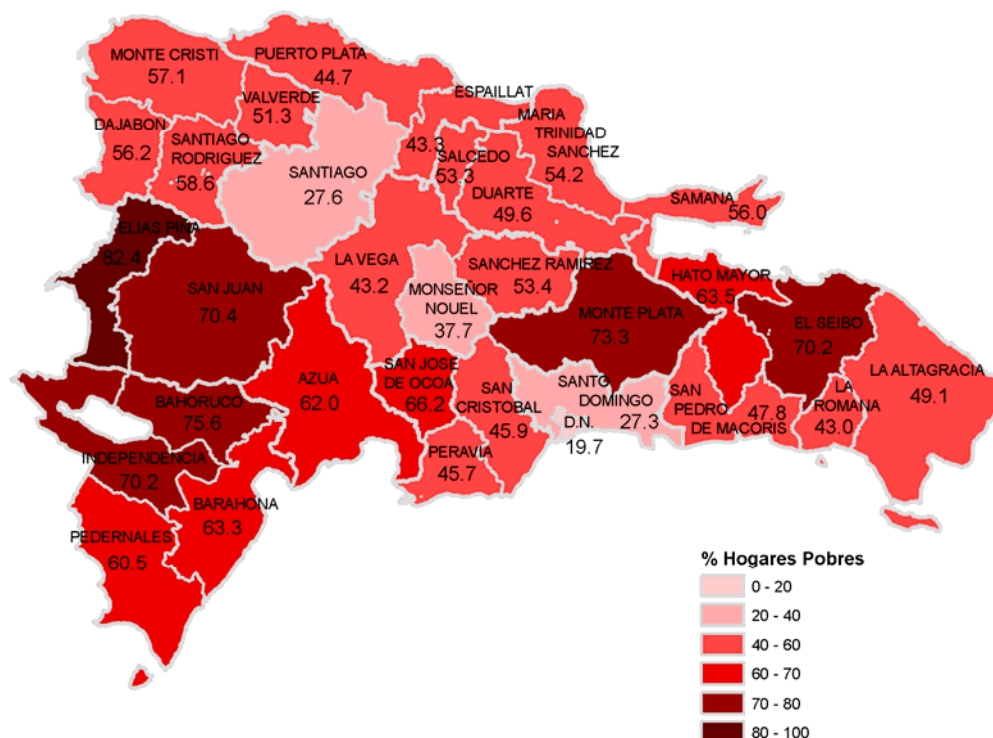 MONTE CRISTI
57.1
PUERTO PLATA
44.7
VALVERDE
51.3
ESPAILLAT
43.3
MARIA
TRINIDAD
SANCHEZ
54.2
DAJABON
56.2
SANTIAGO
RODRIGUEZ
58.6
SANTIAGO
27.6
SALCEDO
53.3
DUARTE
49.6
SAMANA
56.0
ELIAS PIÑA
82.4
SAN JUAN
70.4
LA VEGA
43.2
MONSEÑOR
NOUEL
37.7
SANCHEZ RAMIREZ
53.4
MONTE PLATA
73.3
HATO MAYOR
63.5
EL SEIBO
70.2
LA ALTAGRACIA
49.1
AZUA
62.0
SAN JOSE
DE OCOA
66.2
SAN
CRISTOBAL
45.9
SANTO
DOMINGO
27.3
D.N.
19.7
SAN
PEDRO
DE MACORIS
47.8
LA
ROMANA
43.0
BAHORUCO
75.6
INDEPENDENCIA
70.2
PERAVIA
45.7
BARAHONA
63.3
PEDERNALES
60.5
% Hogares Pobres
0 - 20
20 - 40
40 - 60
60 - 70
70 - 80
80 - 100